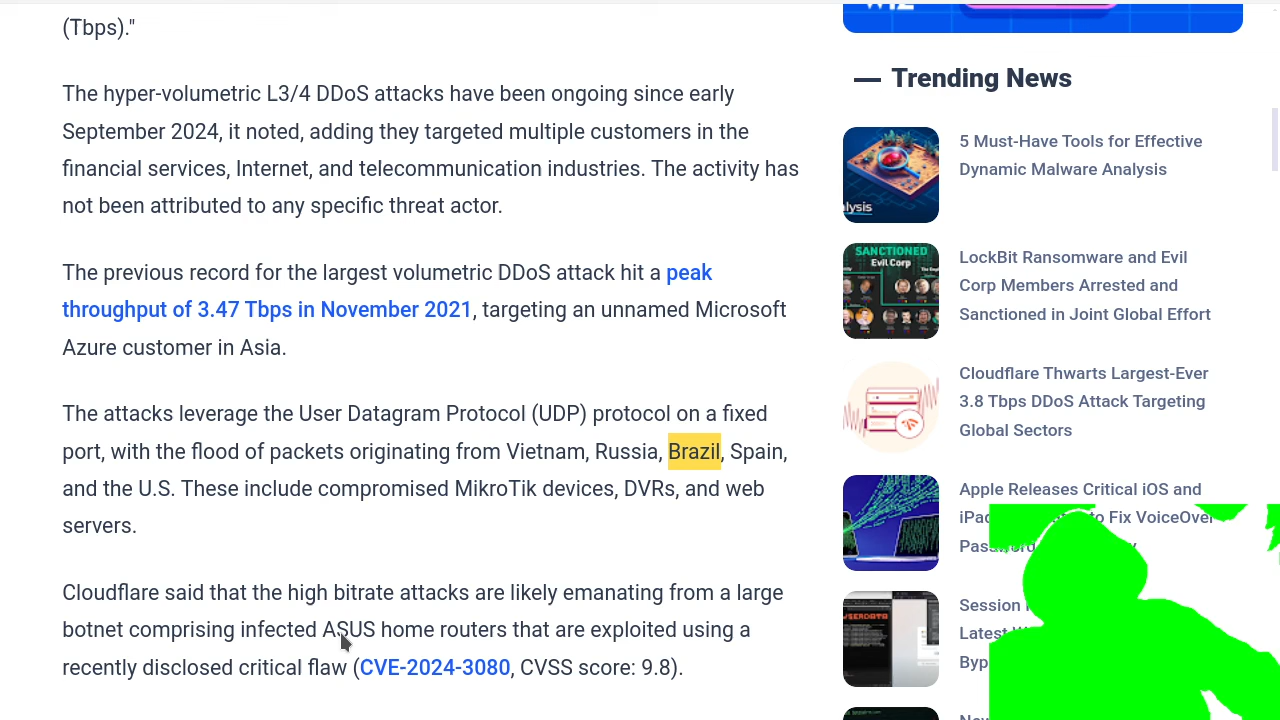 (Tbps)."
The hyper-volumetric L3/4 DDoS attacks have been ongoing since early
September 2024, it noted, adding they targeted multiple customers in the
financial services, Internet, and telecommunication industries. The activity has
not been attributed to any specific threat actor.
The previous record for the largest volumetric DDoS attack hit a peak
throughput of 3.47 Tbps in November 2021, targeting an unnamed Microsoft
Azure customer in Asia.
The attacks leverage the User Datagram Protocol (UDP) protocol on a fixed
port, with the flood of packets originating from Vietnam, Russia, Brazil, Spain,
and the U.S. These include compromised MikroTik devices, DVRs, and web
servers.
Cloudflare said that the high bitrate attacks are likely emanating from a large
botnet comprising infected ASUS home routers that are exploited using a
recently disclosed critical flaw (CVE-2024-3080, CVSS score: 9.8).
Trending News
5 Must-Have Tools for Effective
Dynamic Malware Analysis
alysis
LockBit Ransomware and Evil
Corp Members Arrested and
Sanctioned in Joint Global Effort
SANCTIONED
Evil Corp
Cloudflare Thwarts Largest-Ever
3.8 Tbps DDoS Attack Targeting
Global Sectors
Apple Releases Critical iOS and
to Fix VoiceOver
Session
Latest